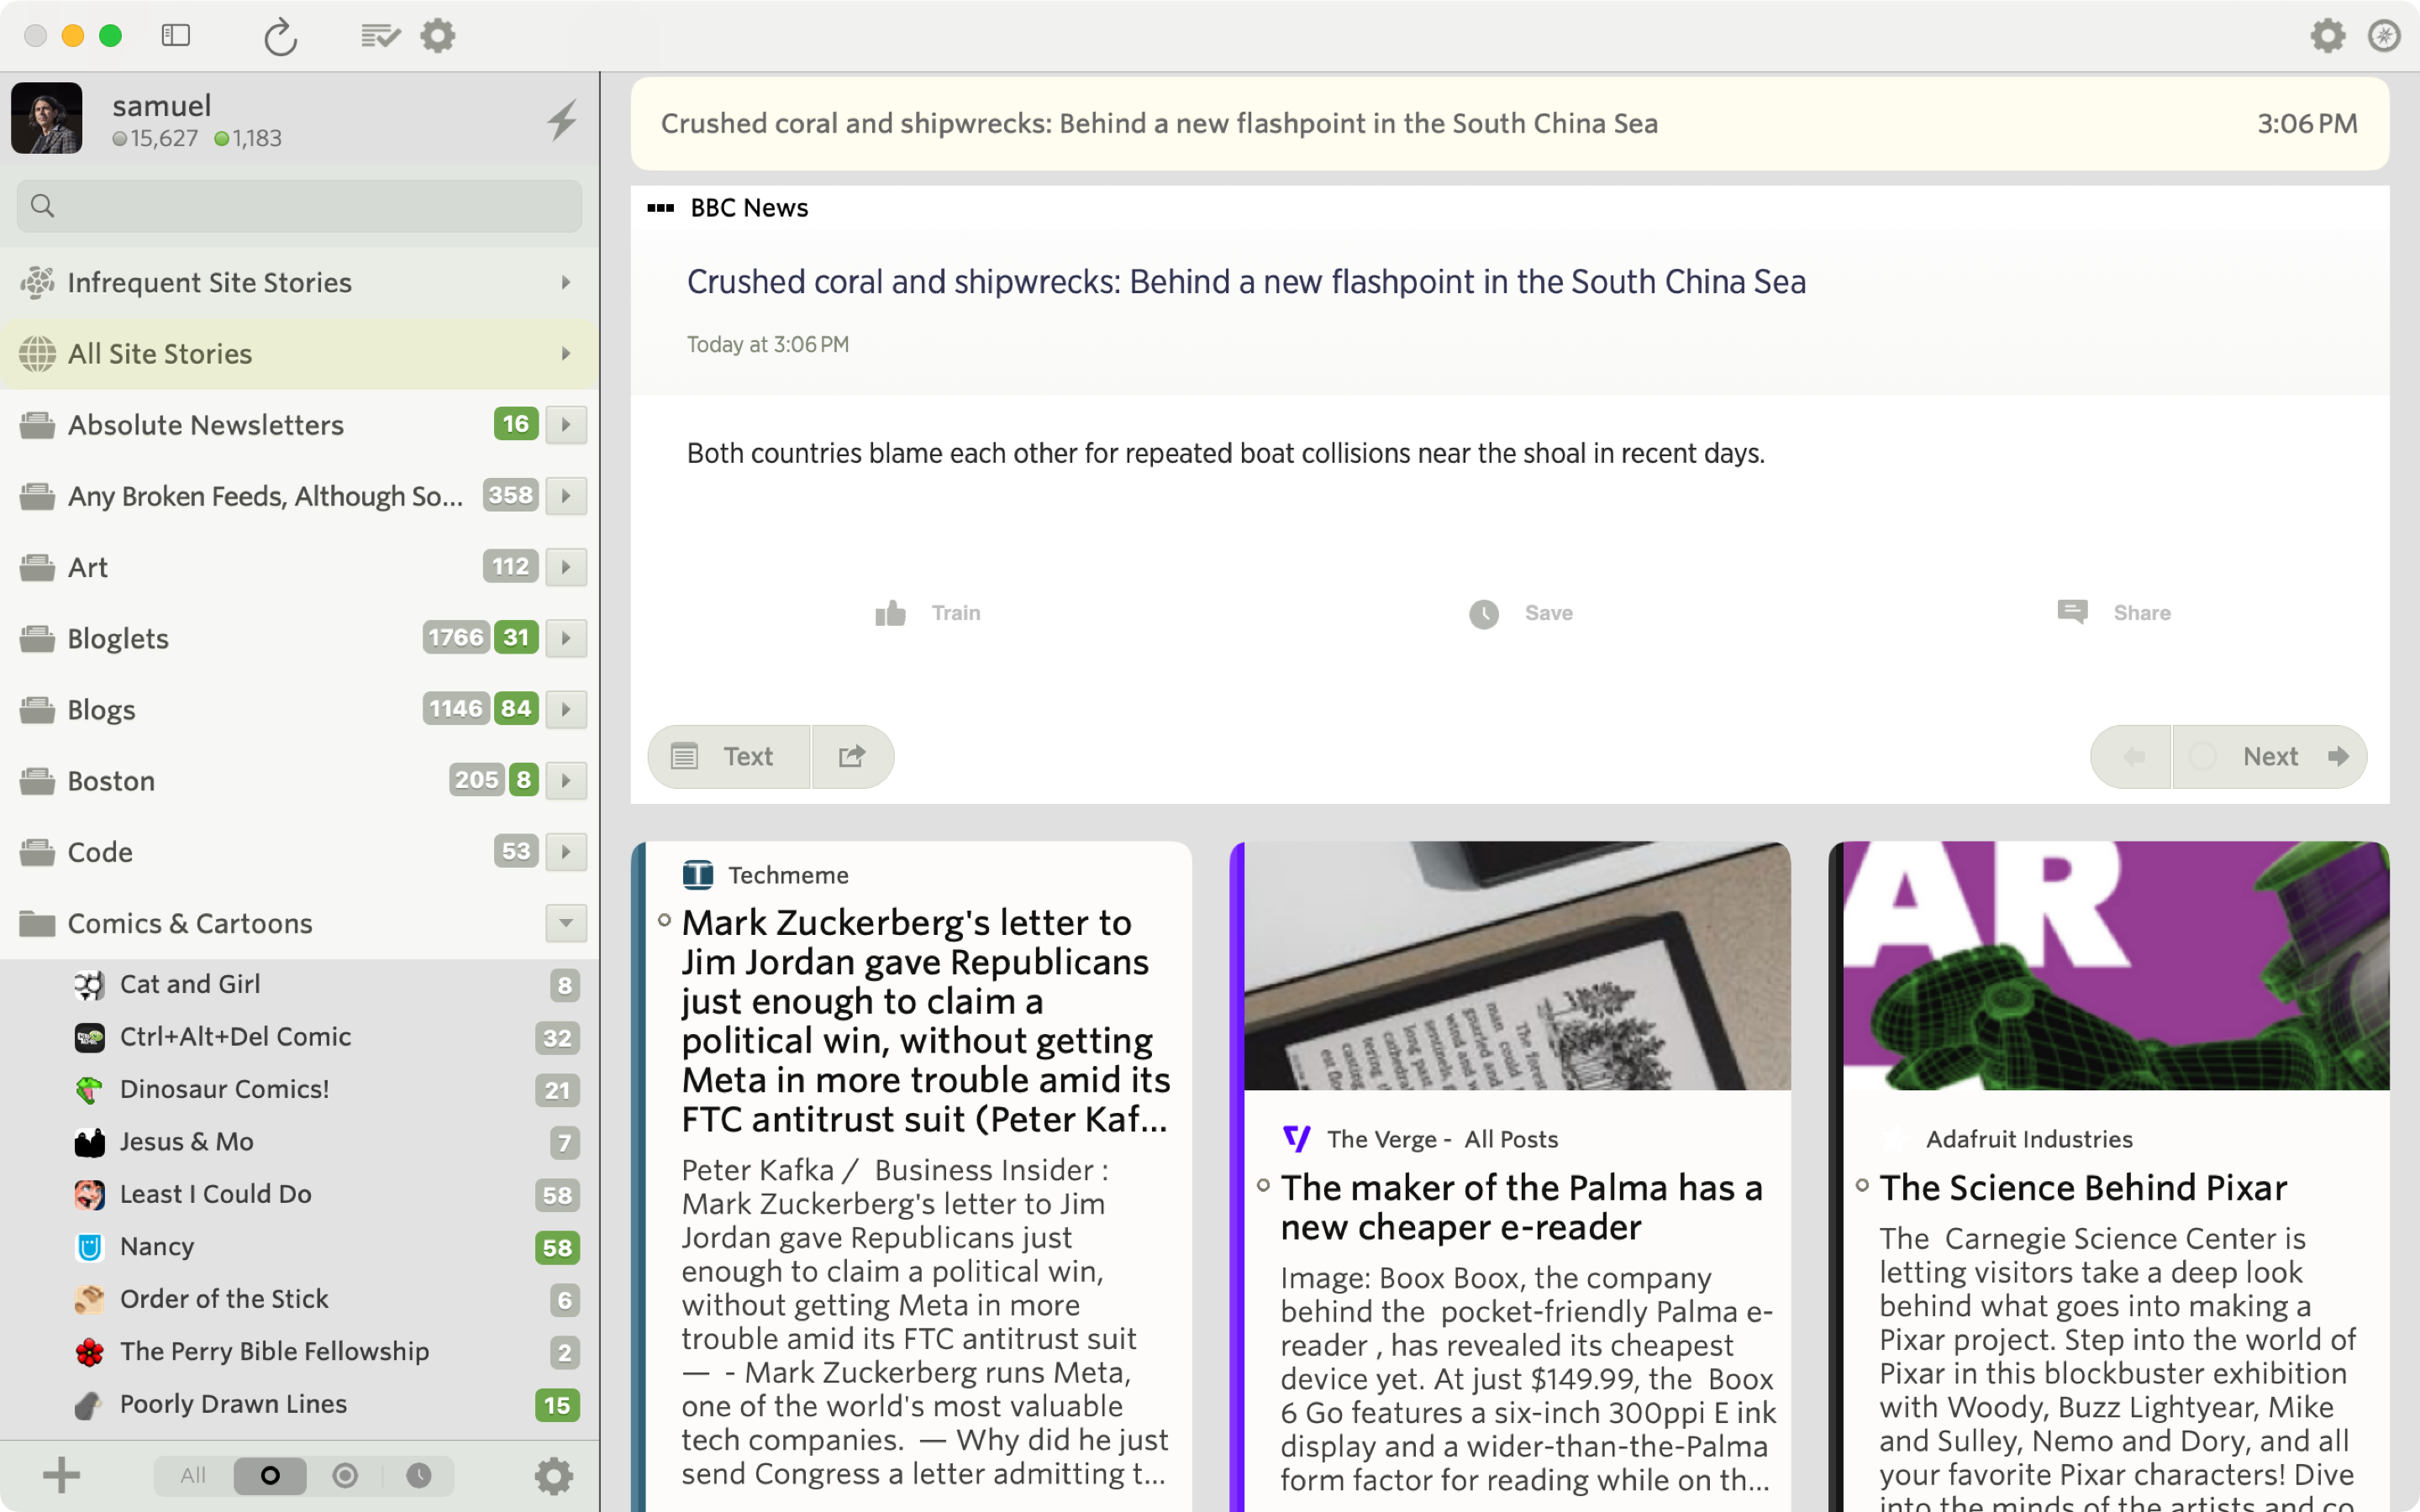 samuel
15,627 1,183
Infrequent Site Stories
All Site Stories
Absolute Newsletters 16
Any Broken Feeds, Although So... 358
Art 112
Bloglets 1766 31
Blogs 1146 84
Boston 205 8
Code 53
Comics & Cartoons
Cat and Girl 8
Ctrl+Alt+Del Comic 32
Dinosaur Comics! 21
Jesus & Mo 7
Least I Could Do 58
Nancy 58
Order of the Stick 6
The Perry Bible Fellowship 2
Poorly Drawn Lines 15
All
Crushed coral and shipwrecks: Behind a new flashpoint in the South China Sea 3:06 PM
BBC News
Crushed coral and shipwrecks: Behind a new flashpoint in the South China Sea
Today at 3:06 PM
Both countries blame each other for repeated boat collisions near the shoal in recent days.
Train Save Share
Text Next
Techmeme
Mark Zuckerberg's letter to
Jim Jordan gave Republicans
just enough to claim a
political win, without getting
Meta in more trouble amid its
FTC antitrust suit (Peter Kaf...
Peter Kafka / Business Insider :
Mark Zuckerberg's letter to Jim
Jordan gave Republicans just
enough to claim a political win,
without getting Meta in more
trouble amid its FTC antitrust suit
— - Mark Zuckerberg runs Meta,
one of the world's most valuable
tech companies. — Why did he just
send Congress a letter admitting t...
The Verge - All Posts
The maker of the Palma has a
new cheaper e-reader
Image: Boox Boox, the company
behind the pocket-friendly Palma e-
reader , has revealed its cheapest
device yet. At just $149.99, the Boox
6 Go features a six-inch 300ppi E ink
display and a wider-than-the-Palma
form factor for reading while on th...
AR
Adafruit Industries
The Science Behind Pixar
The Carnegie Science Center is
letting visitors take a deep look
behind what goes into making a
Pixar project. Step into the world of
Pixar in this blockbuster exhibition
with Woody, Buzz Lightyear, Mike
and Sulley, Nemo and Dory, and all
your favorite Pixar characters! Dive
into the minds of the artists and co